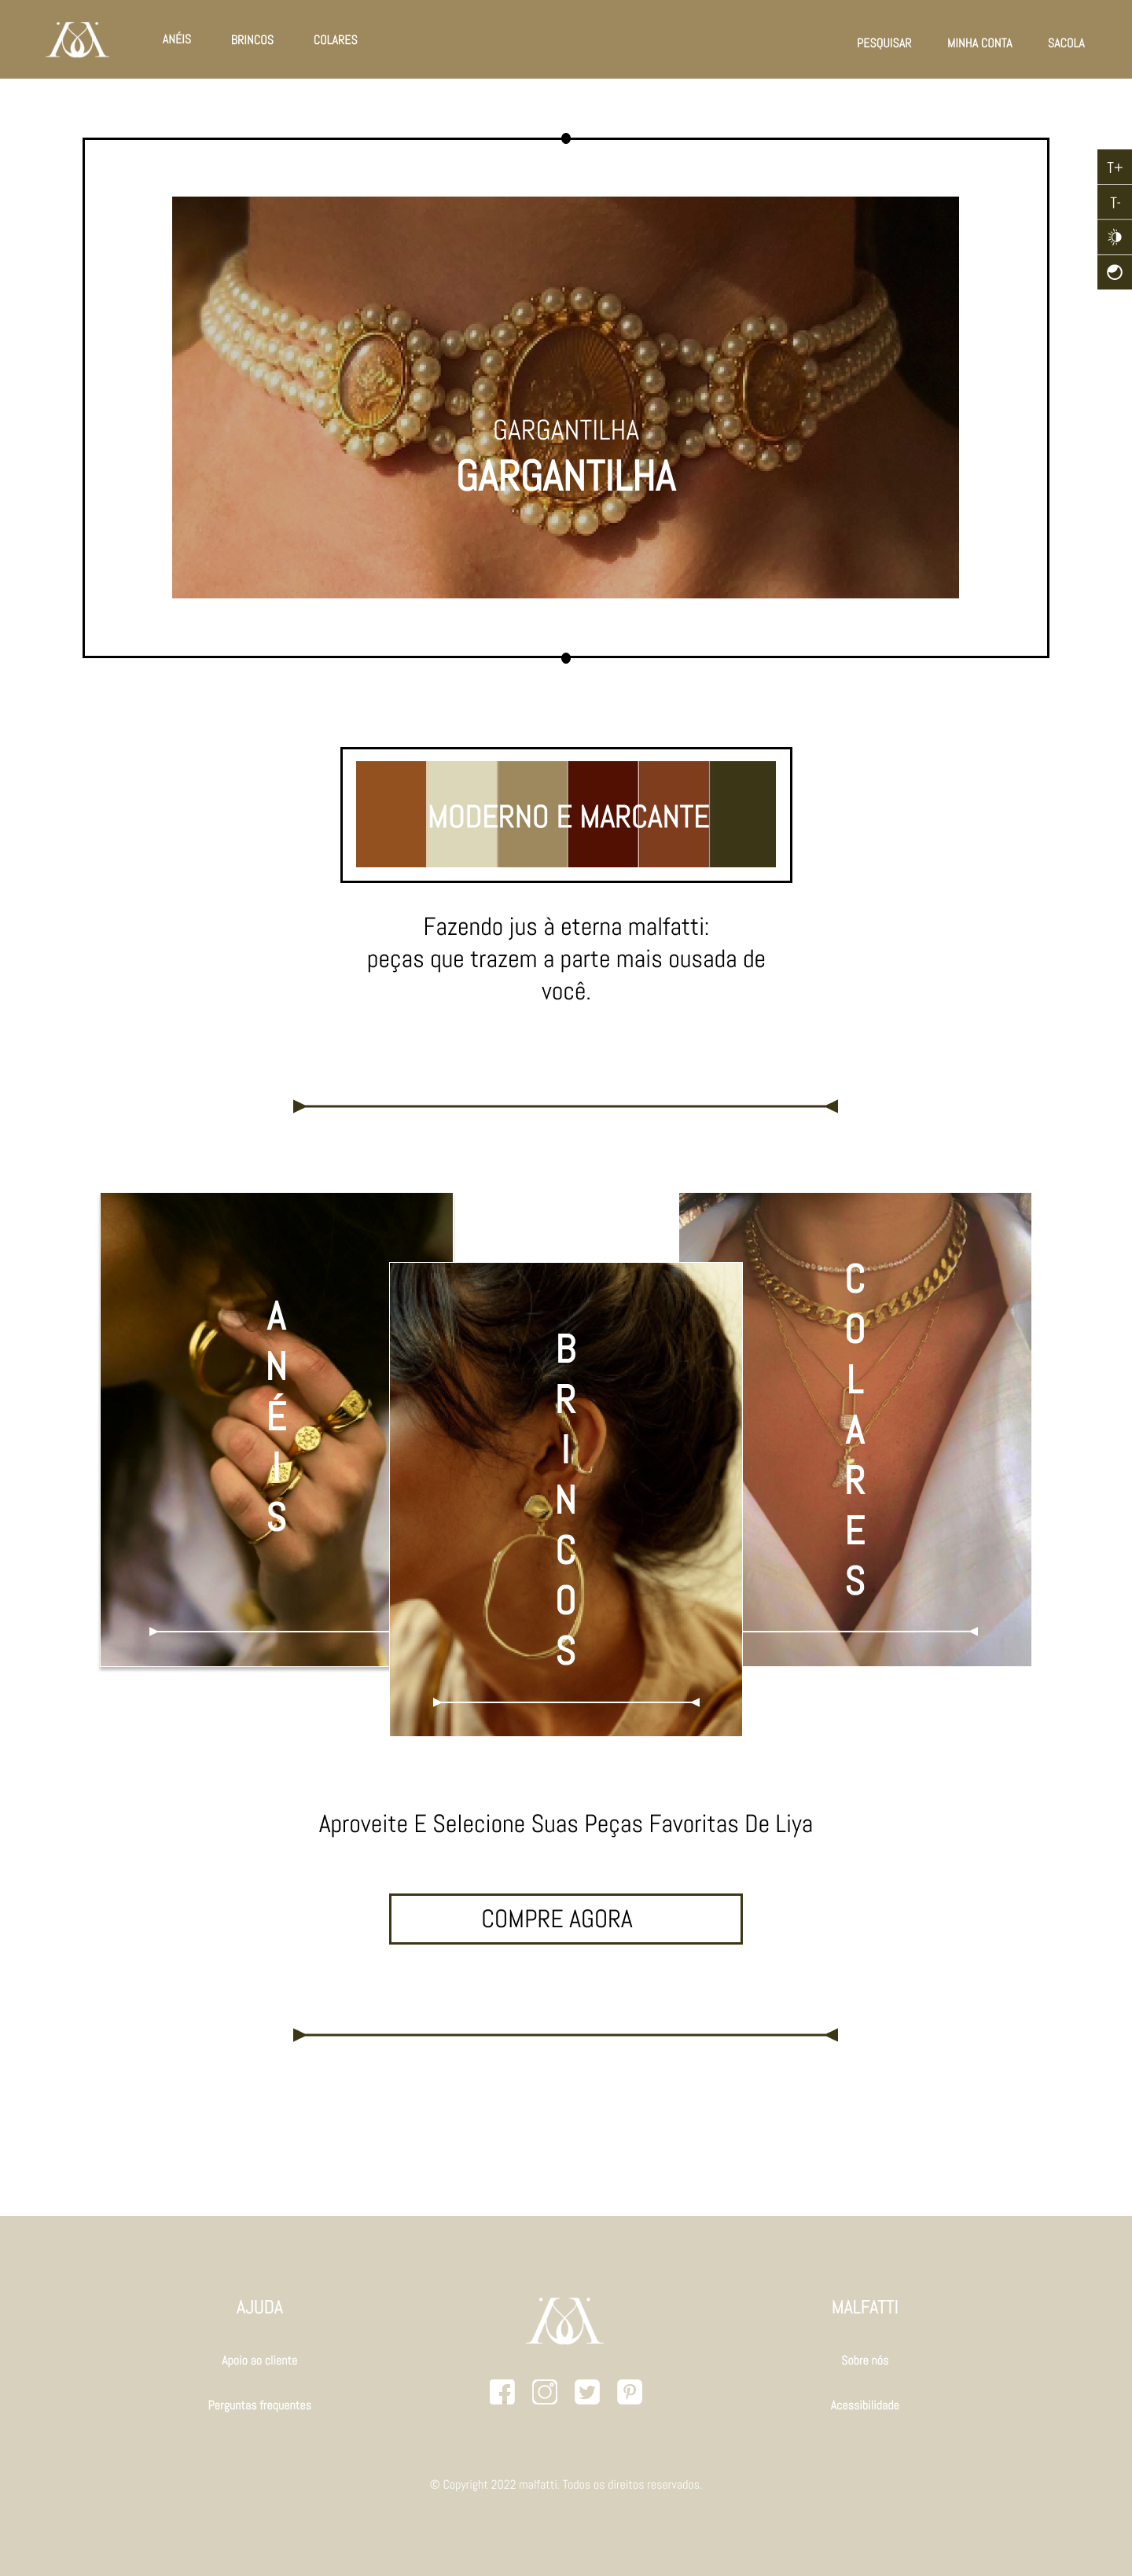 ANÉIS BRINCOS COLARES PESQUISAR MINHA CONTA SACOLA
T+
T-
GARGANTILHA
GARGANTILHA
MODERNO E MARCANTE
Fazendo jus à eterna malfatti:
peças que trazem a parte mais ousada de
você.
ANÉIS
BRINCOS
COLARES
Aproveite E Selecione Suas Peças Favoritas De Liya
COMPRE AGORA
AJUDA
Apoio ao cliente
Perguntas frequentes
MALFATTI
Sobre nós
Acessibilidade
© Copyright 2022 malfatti. Todos os direitos reservados.